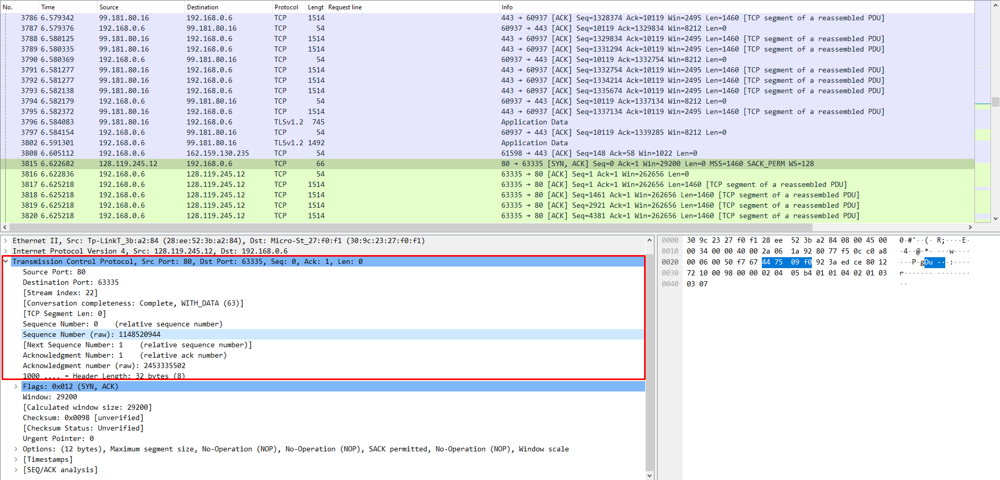 No. Time Source Destination Protocol Lengt Request line Info
3786 6.579342 99.181.80.16 192.168.0.6 TCP 1514 443 → 60937 [ACK] Seq=1328374 Ack=10119 Win=2495 Len=1460 [TCP segment of a reassembled PDU]
3787 6.579376 192.168.0.6 99.181.80.16 TCP 54 60937 → 443 [ACK] Seq=10119 Ack=1329834 Win=8212 Len=0
3788 6.580125 99.181.80.16 192.168.0.6 TCP 1514 443 → 60937 [ACK] Seq=1329834 Ack=10119 Win=2495 Len=1460 [TCP segment of a reassembled PDU]
3789 6.580335 99.181.80.16 192.168.0.6 TCP 1514 443 → 60937 [ACK] Seq=1331294 Ack=10119 Win=2495 Len=1460 [TCP segment of a reassembled PDU]
3790 6.580369 192.168.0.6 99.181.80.16 TCP 54 60937 → 443 [ACK] Seq=10119 Ack=1332754 Win=8212 Len=0
3791 6.581277 99.181.80.16 192.168.0.6 TCP 1514 443 → 60937 [ACK] Seq=1332754 Ack=10119 Win=2495 Len=1460 [TCP segment of a reassembled PDU]
3792 6.581277 99.181.80.16 192.168.0.6 TCP 1514 443 → 60937 [ACK] Seq=1334214 Ack=10119 Win=2495 Len=1460 [TCP segment of a reassembled PDU]
3793 6.582138 99.181.80.16 192.168.0.6 TCP 1514 443 → 60937 [ACK] Seq=1335674 Ack=10119 Win=2495 Len=1460 [TCP segment of a reassembled PDU]
3794 6.582179 192.168.0.6 99.181.80.16 TCP 54 60937 → 443 [ACK] Seq=10119 Ack=1337134 Win=8212 Len=0
3795 6.582372 99.181.80.16 192.168.0.6 TCP 1514 443 → 60937 [ACK] Seq=1337134 Ack=10119 Win=2495 Len=1460 [TCP segment of a reassembled PDU]
3796 6.584083 99.181.80.16 192.168.0.6 TLSv1.2 745 Application Data
3797 6.584154 192.168.0.6 99.181.80.16 TCP 54 60937 → 443 [ACK] Seq=10119 Ack=1339285 Win=8212 Len=0
3802 6.591301 192.168.0.6 99.181.80.16 TLSv1.2 1492 Application Data
3808 6.605112 192.168.0.6 162.159.130.235 TCP 54 61598 → 443 [ACK] Seq=148 Ack=58 Win=1022 Len=0
3815 6.622682 128.119.245.12 192.168.0.6 TCP 66 80 → 63335 [SYN, ACK] Seq=0 Ack=1 Win=29200 Len=0 MSS=1460 SACK_PERM WS=128
3816 6.622836 192.168.0.6 128.119.245.12 TCP 54 63335 → 80 [ACK] Seq=1 Ack=1 Win=262656 Len=0
3817 6.625218 192.168.0.6 128.119.245.12 TCP 1514 63335 → 80 [ACK] Seq=1 Ack=1 Win=262656 Len=1460 [TCP segment of a reassembled PDU]
3818 6.625218 192.168.0.6 128.119.245.12 TCP 1514 63335 → 80 [ACK] Seq=1461 Ack=1 Win=262656 Len=1460 [TCP segment of a reassembled PDU]
3819 6.625218 192.168.0.6 128.119.245.12 TCP 1514 63335 → 80 [ACK] Seq=2921 Ack=1 Win=262656 Len=1460 [TCP segment of a reassembled PDU]
3820 6.625218 192.168.0.6 128.119.245.12 TCP 1514 63335 → 80 [ACK] Seq=4381 Ack=1 Win=262656 Len=1460 [TCP segment of a reassembled PDU]
Ethernet II, Src: Tp-LinkT_3b:a2:84 (28:ee:52:3b:a2:84), Dst: Micro-St_27:f0:f1 (30:9c:23:27:f0:f1)
Internet Protocol Version 4, Src: 128.119.245.12, Dst: 192.168.0.6
Transmission Control Protocol, Src Port: 80, Dst Port: 63335, Seq: 0, Ack: 1, Len: 0
Source Port: 80
Destination Port: 63335
[Stream index: 22]
[Conversation completeness: Complete, WITH_DATA (63)]
[TCP Segment Len: 0]
Sequence Number: 0 (relative sequence number)
Sequence Number (raw): 1148520944
[Next Sequence Number: 1 (relative sequence number)]
Acknowledgment Number: 1 (relative ack number)
Acknowledgment number (raw): 2453335502
1000 .... = Header Length: 32 bytes (8)
Flags: 0x012 (SYN, ACK)
Window: 29200
[Calculated window size: 29200]
Checksum: 0x0098 [unverified]
[Checksum Status: Unverified]
Urgent Pointer: 0
Options: (12 bytes), Maximum segment size, No-Operation (NOP), No-Operation (NOP), SACK permitted, No-Operation (NOP), Window scale
[Timestamps]
[SEQ/ACK analysis]
0000 30 9c 23 27 f0 f1 28 ee 52 3b a2 84 08 00 45 00 0·#'··(· R;····E·
0010 00 34 00 00 40 00 2a 06 1a 92 80 77 f5 0c c0 a8 ·4··@·*· ···w····
0020 00 06 00 50 f7 67 44 75 09 f0 92 3a ed ce 80 12 ···P·gDu ···:····
0030 72 10 00 98 00 00 02 04 05 b4 01 01 04 02 01 03 r······· ········
0040 03 07 ··